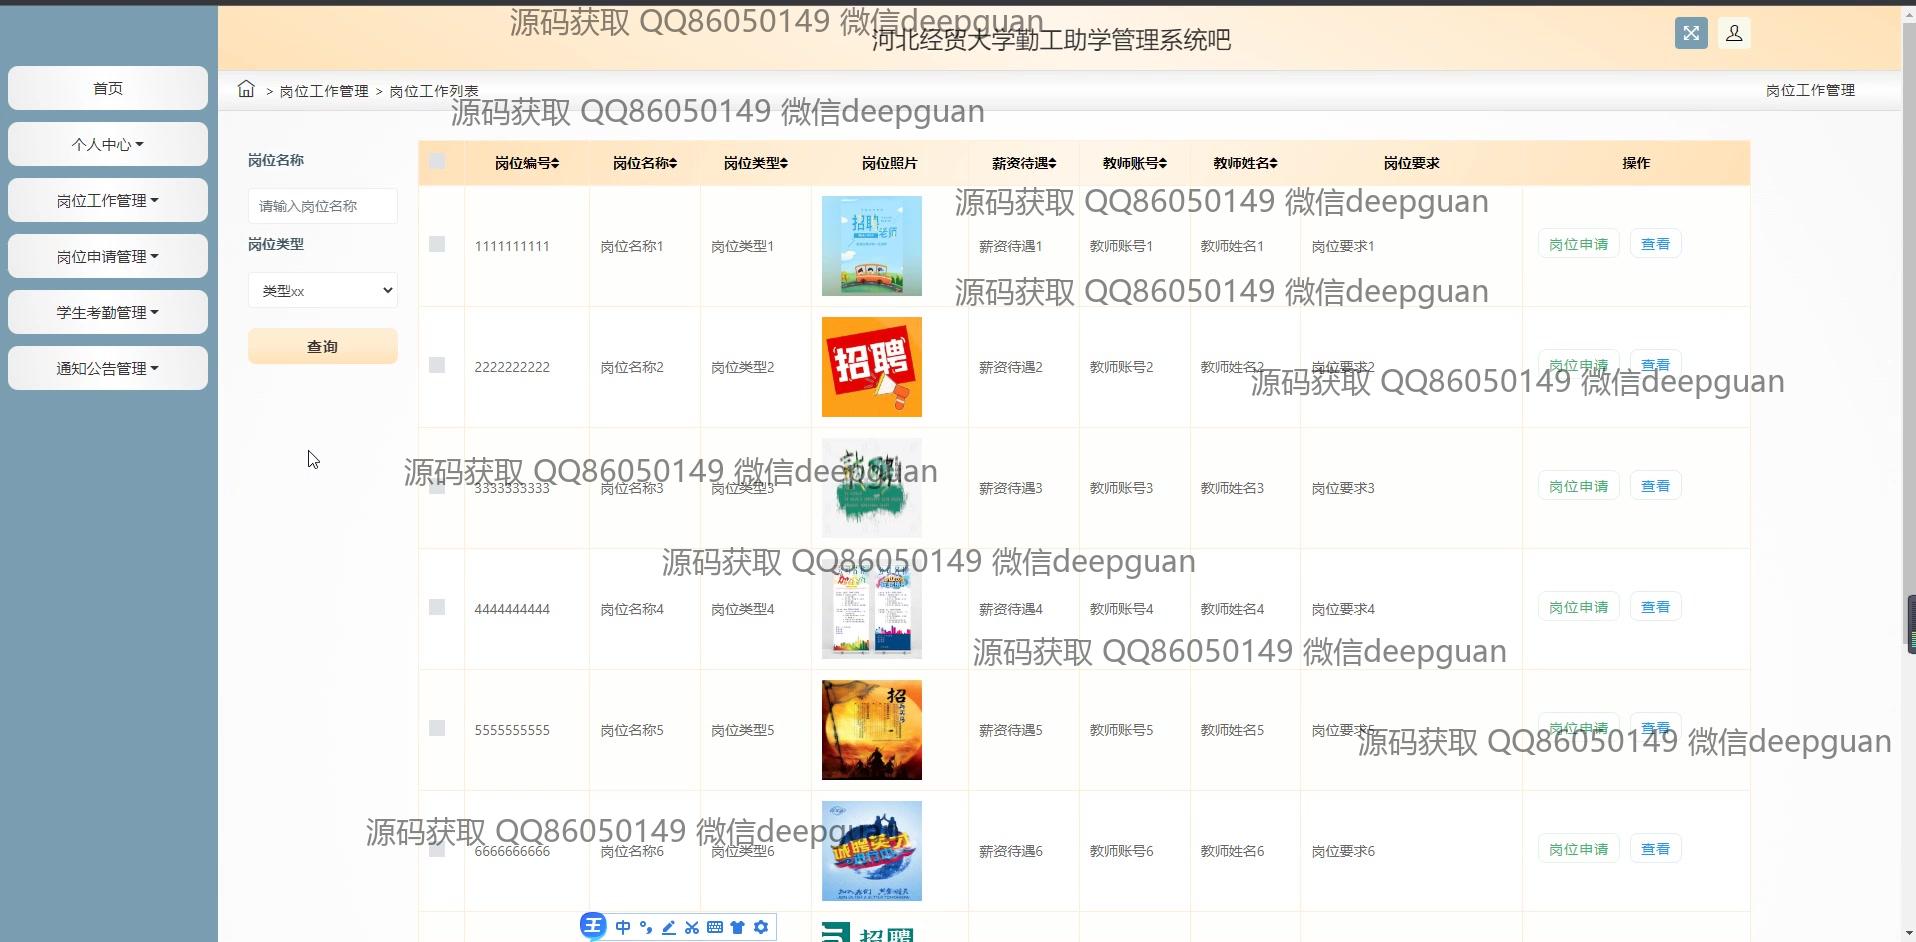 源码获取 QQ86050149 微信deepguan
河北经贸大学勤工助学管理系统吧
首页
个人中心
岗位工作管理
岗位申请管理
学生考勤管理
通知公告管理
> 岗位工作管理 > 岗位工作列表
岗位工作管理
源码获取 QQ86050149 微信deepguan
岗位名称
请输入岗位名称
岗位类型
类型xx
查询
岗位编号 岗位名称 岗位类型 岗位照片 薪资待遇 教师账号 教师姓名 岗位要求 操作
源码获取 QQ86050149 微信deepguan
招聘
老师
1111111111 岗位名称1 岗位类型1 薪资待遇1 教师账号1 教师姓名1 岗位要求1 岗位申请 查看
源码获取 QQ86050149 微信deepguan
招聘
2222222222 岗位名称2 岗位类型2 薪资待遇2 教师账号2 教师姓名2 岗位要求2 岗位申请 查看
源码获取 QQ86050149 微信deepguan
源码获取 QQ86050149 微信deepguan
3333333333 岗位名称3 岗位类型3 薪资待遇3 教师账号3 教师姓名3 岗位要求3 岗位申请 查看
源码获取 QQ86050149 微信deepguan
4444444444 岗位名称4 岗位类型4 薪资待遇4 教师账号4 教师姓名4 岗位要求4 岗位申请 查看
源码获取 QQ86050149 微信deepguan
招
5555555555 岗位名称5 岗位类型5 薪资待遇5 教师账号5 教师姓名5 岗位要求5 岗位申请 查看
源码获取 QQ86050149 微信deepguan
源码获取 QQ86050149 微信deepguan
诚聘英才
6666666666 岗位名称6 岗位类型6 薪资待遇6 教师账号6 教师姓名6 岗位要求6 岗位申请 查看
王 中
招聘